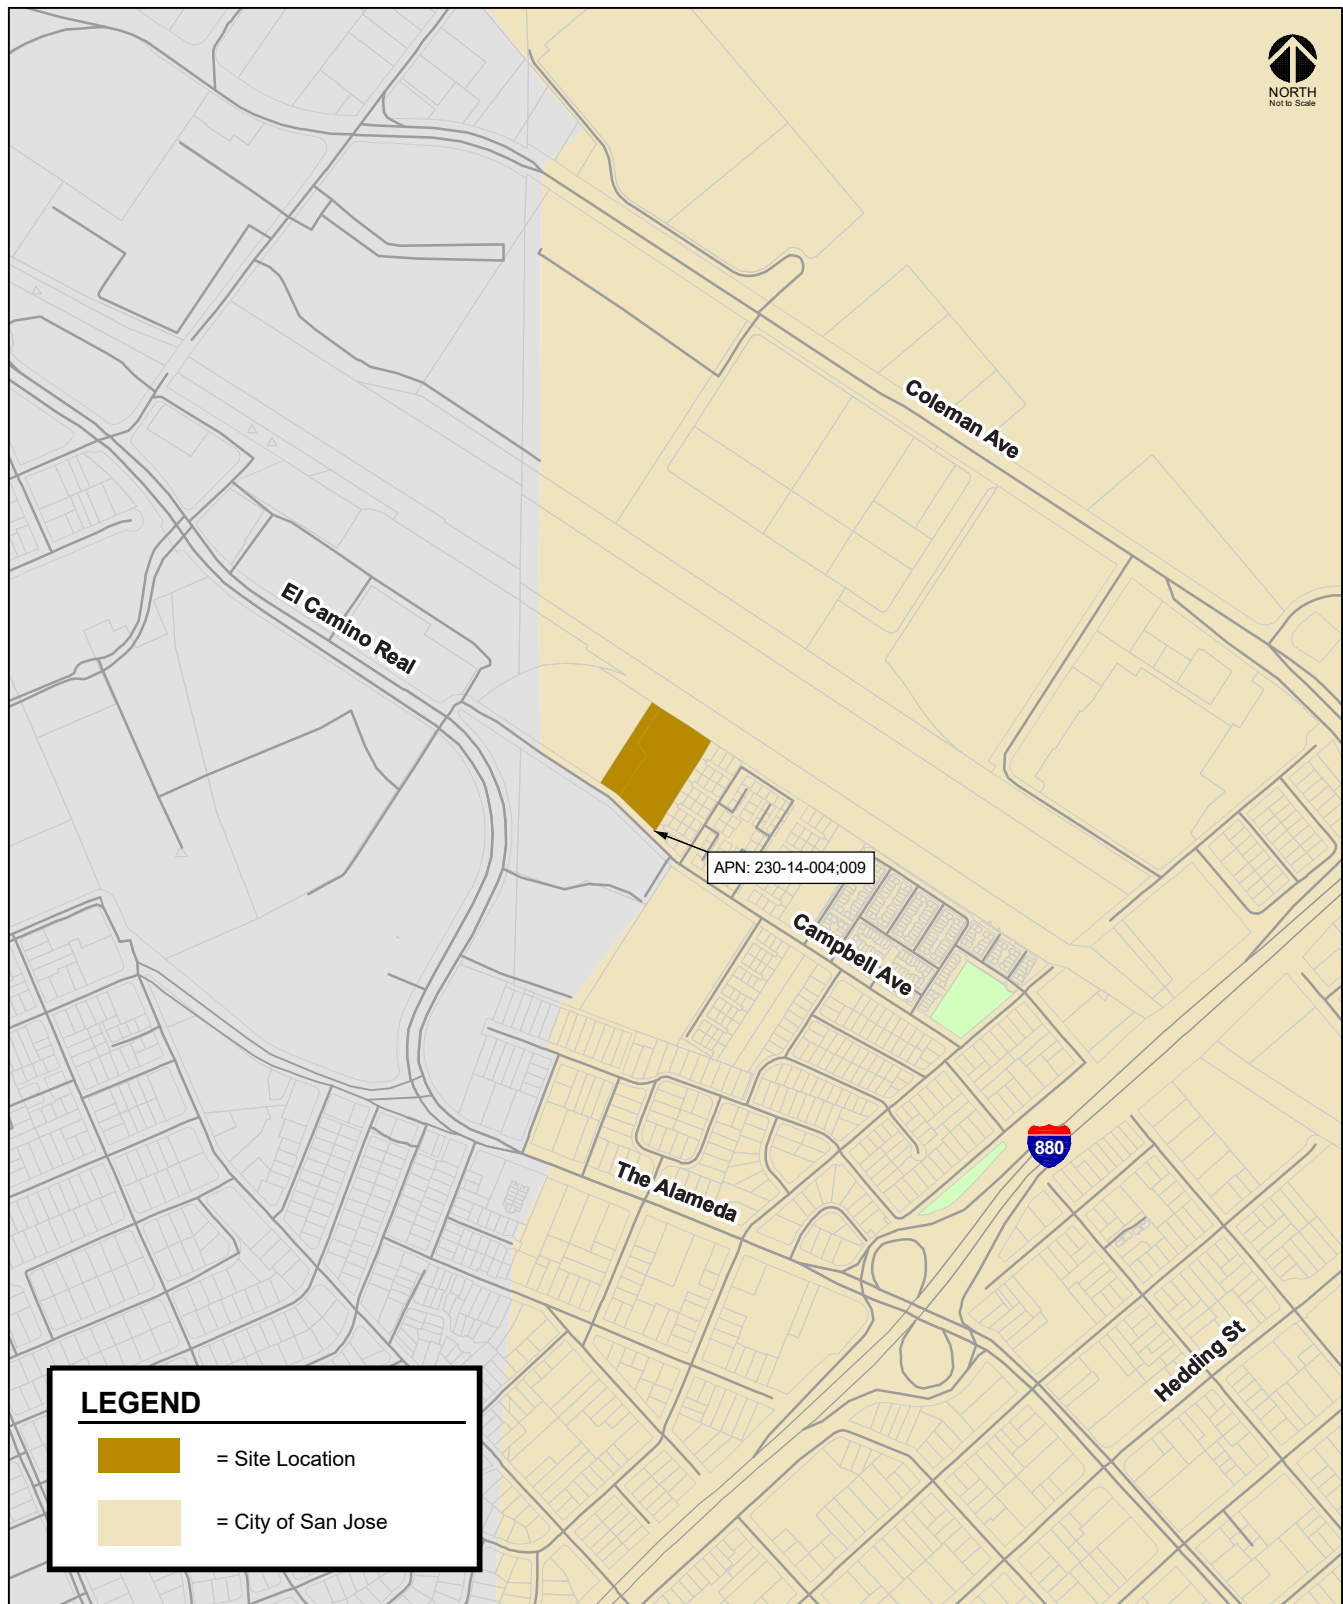 NORTH
Not to Scale
Coleman Ave
El Camino Real
APN: 230-14-004;009
Campbell Ave
880
The Alameda
Hedding St
LEGEND
= Site Location
= City of San Jose